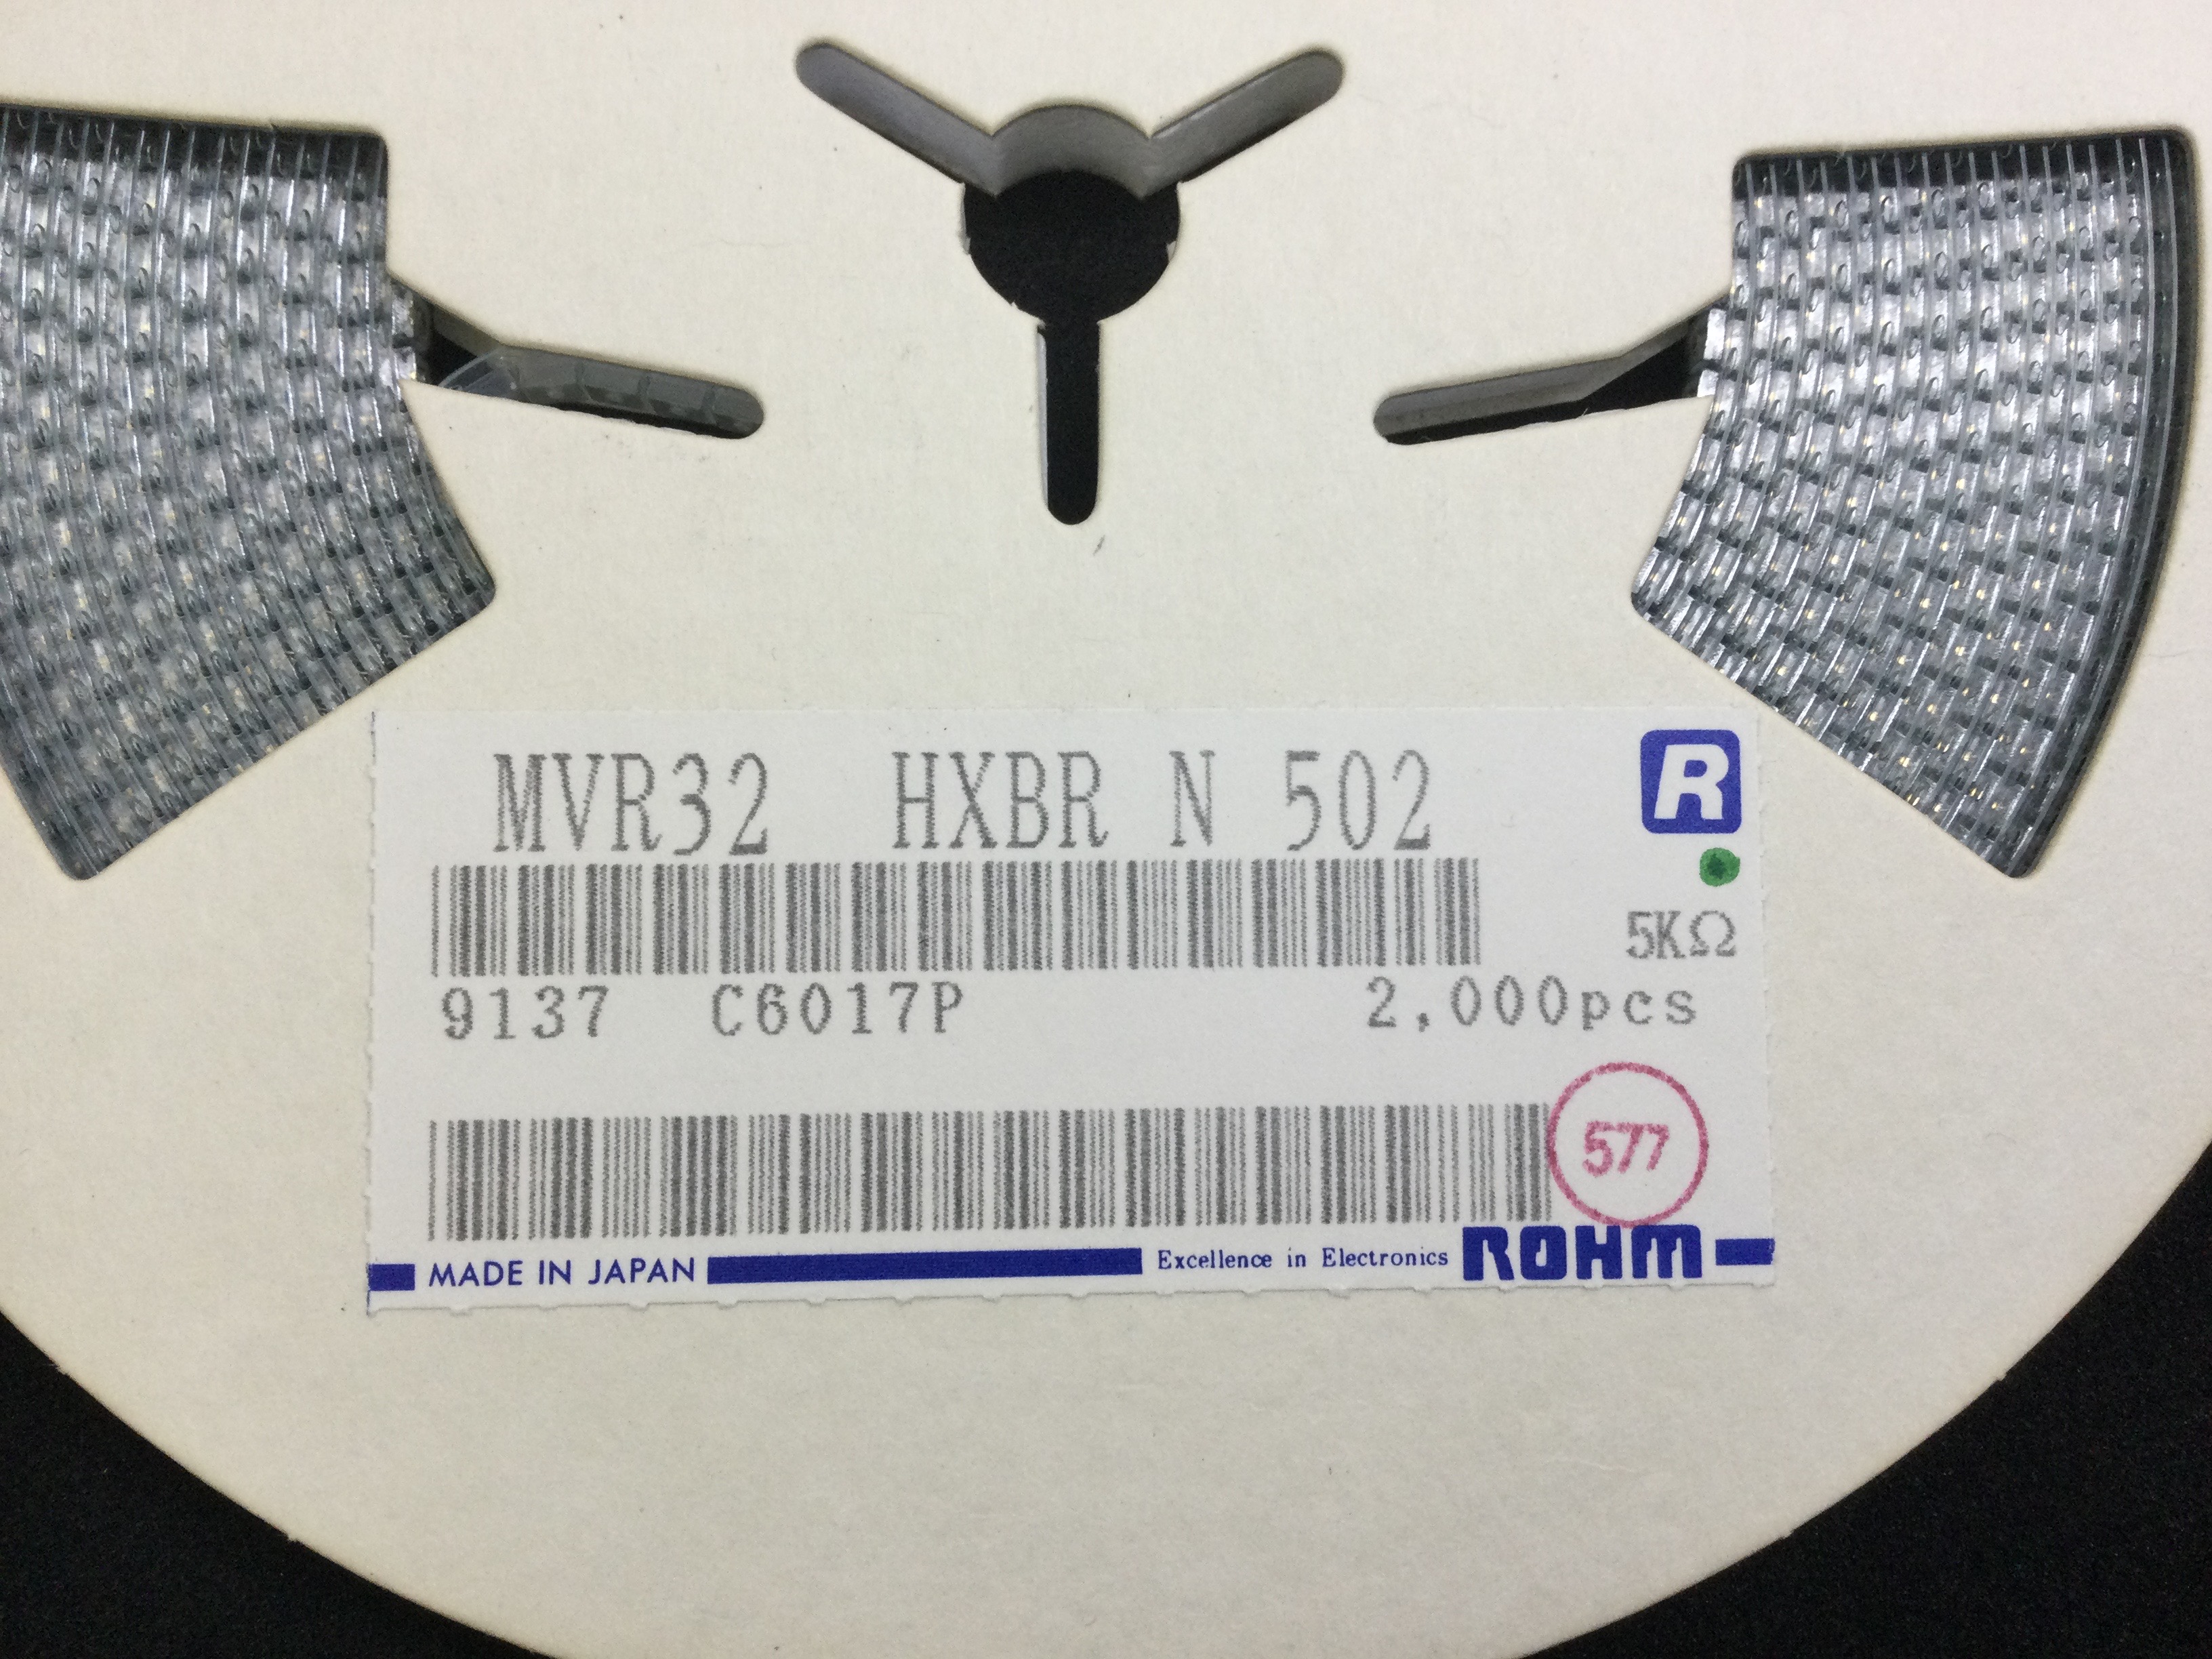 MVR32 HXBR N 502
R
5KΩ
9137 C6017P 2,000pcs
577
MADE IN JAPAN Excellence in Electronics ROHM